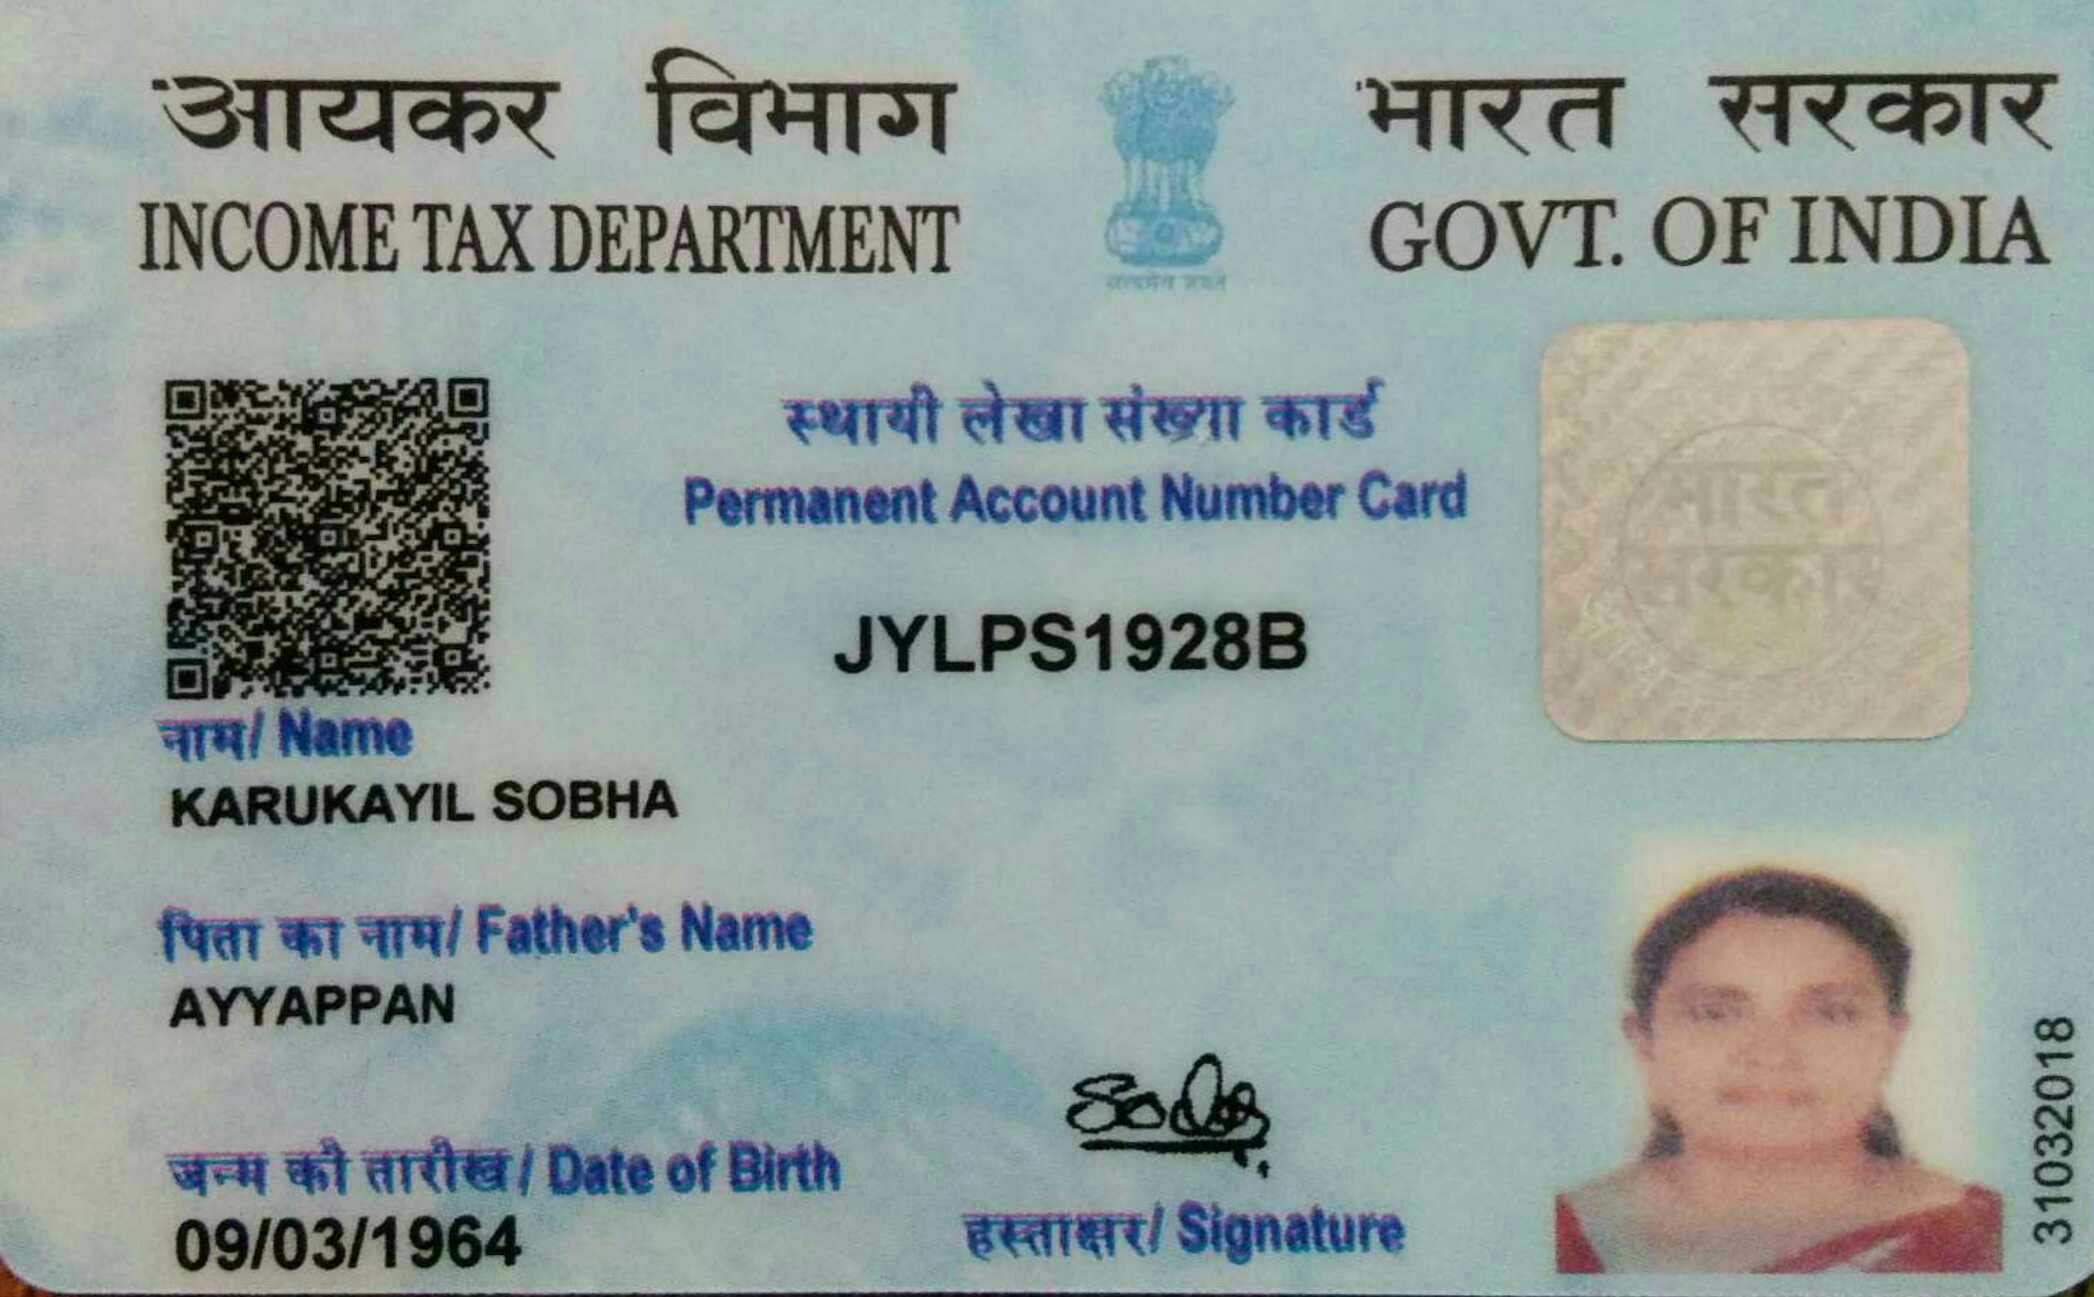 आयकर विभाग
INCOME TAX DEPARTMENT
सत्यमेव जयते
भारत सरकार
GOVT. OF INDIA
स्थायी लेखा संख्या कार्ड
Permanent Account Number Card
JYLPS1928B
भारत
सरकार
नाम/ Name
KARUKAYIL SOBHA
पिता का नाम/ Father's Name
AYYAPPAN
जन्म की तारीख/ Date of Birth
09/03/1964
हस्ताक्षर/ Signature
31032018